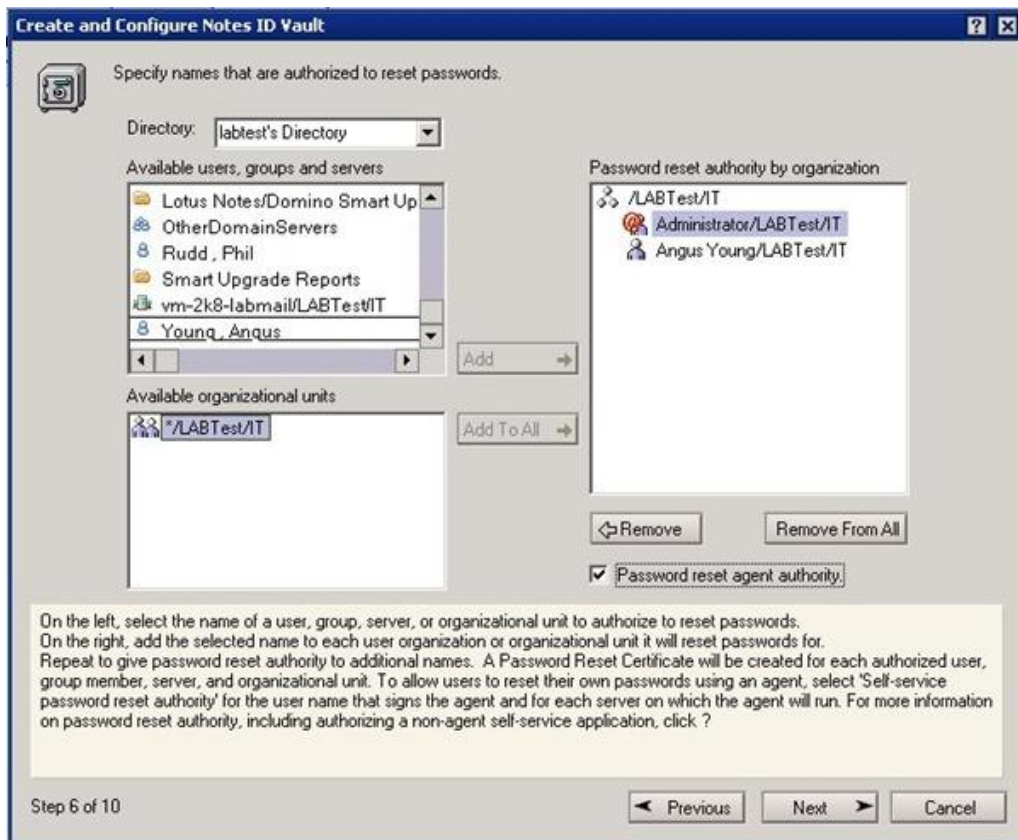 Create and Configure Notes ID Vault
Specify names that are authorized to reset passwords.
Directory: labtest's Directory
Available users, groups and servers
Lotus Notes/Domino Smart Up
OtherDomainServers
Rudd , Phil
Smart Upgrade Reports
vm-2k8-labmail/LABTest/IT
Young , Angus
Add
Available organizational units
*/LABTest/IT
Add To All
Password reset authority by organization
/LABTest/IT
Administrator/LABTest/IT
Angus Young/LABTest/IT
Remove
Remove From All
Password reset agent authority.
On the left, select the name of a user, group, server, or organizational unit to authorize to reset passwords.
On the right, add the selected name to each user organization or organizational unit it will reset passwords for.
Repeat to give password reset authority to additional names. A Password Reset Certificate will be created for each authorized user,
group member, server, and organizational unit. To allow users to reset their own passwords using an agent, select 'Self-service
password reset authority' for the user name that signs the agent and for each server on which the agent will run. For more information
on password reset authority, including authorizing a non-agent self-service application, click ?
Step 6 of 10
Previous
Next
Cancel